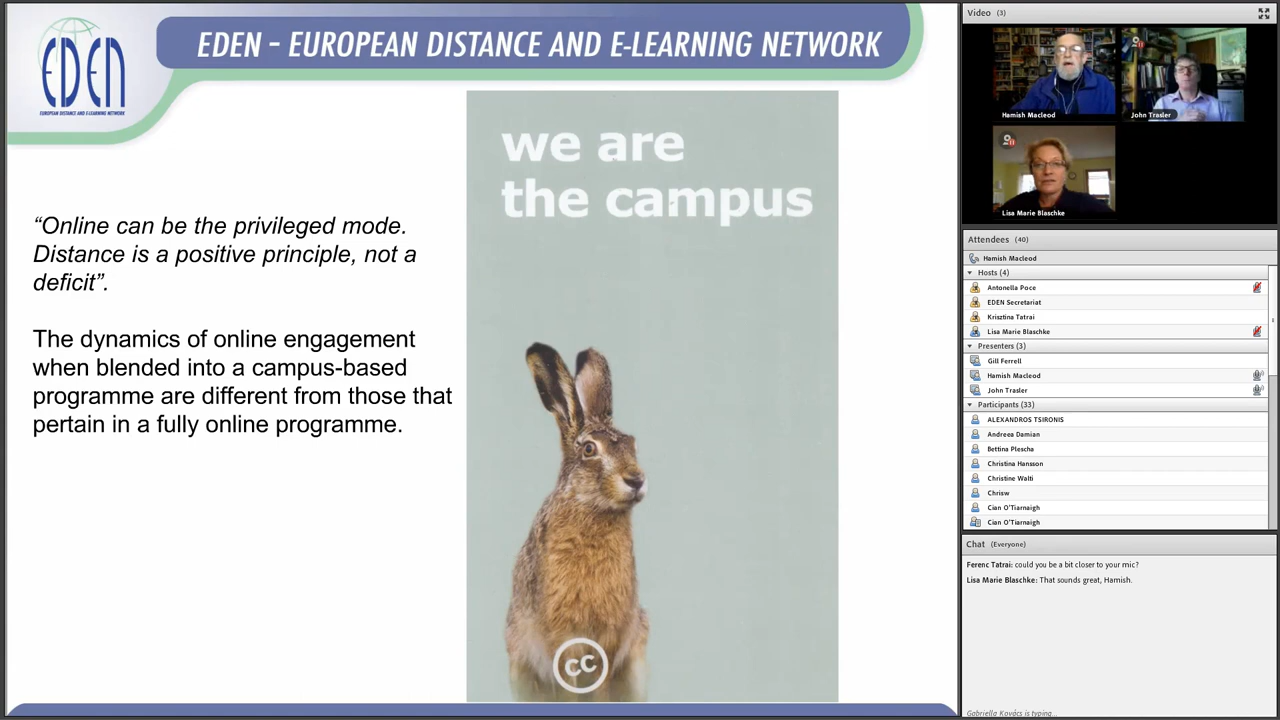 EDEN
EUROPEAN DISTANCE AND E-LEARNING NETWORK
EDEN – EUROPEAN DISTANCE AND E-LEARNING NETWORK
“Online can be the privileged mode.
Distance is a positive principle, not a
deficit”.
The dynamics of online engagement
when blended into a campus-based
programme are different from those that
pertain in a fully online programme.
we are
the campus
cc
Video (3)
Hamish Macleod
John Trasler
Lisa Marie Blaschke
Attendees (40)
Hamish Macleod
Hosts (4)
Antonella Poce
EDEN Secretariat
Krisztina Tatrai
Lisa Marie Blaschke
Presenters (3)
Gill Ferrell
Hamish Macleod
John Trasler
Participants (33)
ALEXANDROS TSIRONIS
Andreea Damian
Bettina Plescha
Christina Hansson
Christine Walti
Chrisw
Cian O'Tiarnaigh
Cian O'Tiarnaigh
Chat (Everyone)
Ferenc Tatrai: could you be a bit closer to your mic?
Lisa Marie Blaschke: That sounds great, Hamish.
Gabriella Kovács is typing...